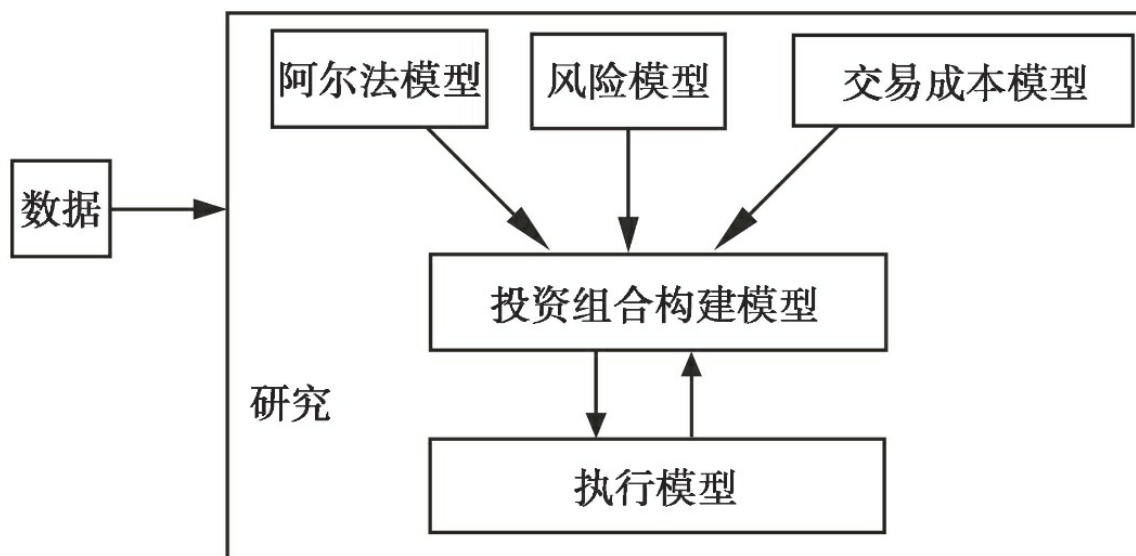 阿尔法模型
风险模型
交易成本模型
数据
投资组合构建模型
研究
执行模型